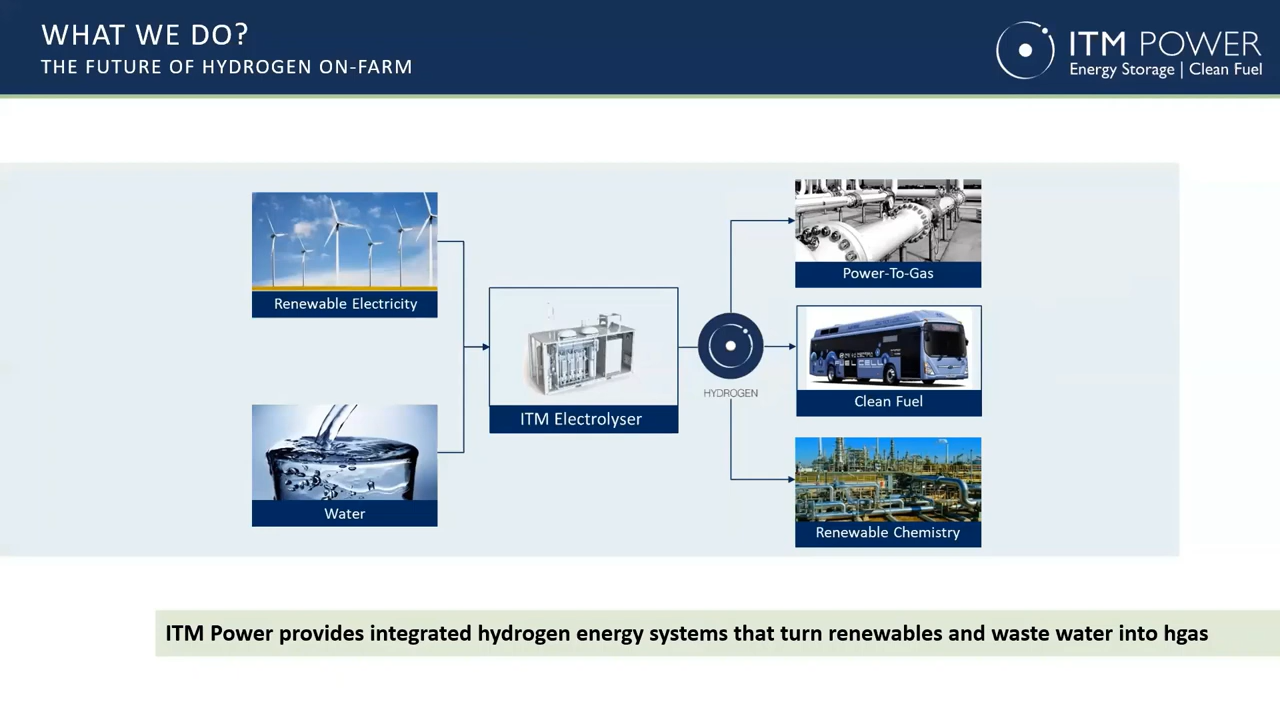 WHAT WE DO?
THE FUTURE OF HYDROGEN ON-FARM
ITM POWER
Energy Storage | Clean Fuel
Renewable Electricity
Water
ITM Electrolyser
HYDROGEN
Power-To-Gas
FUEL CELL
Clean Fuel
Renewable Chemistry
ITM Power provides integrated hydrogen energy systems that turn renewables and waste water into hgas